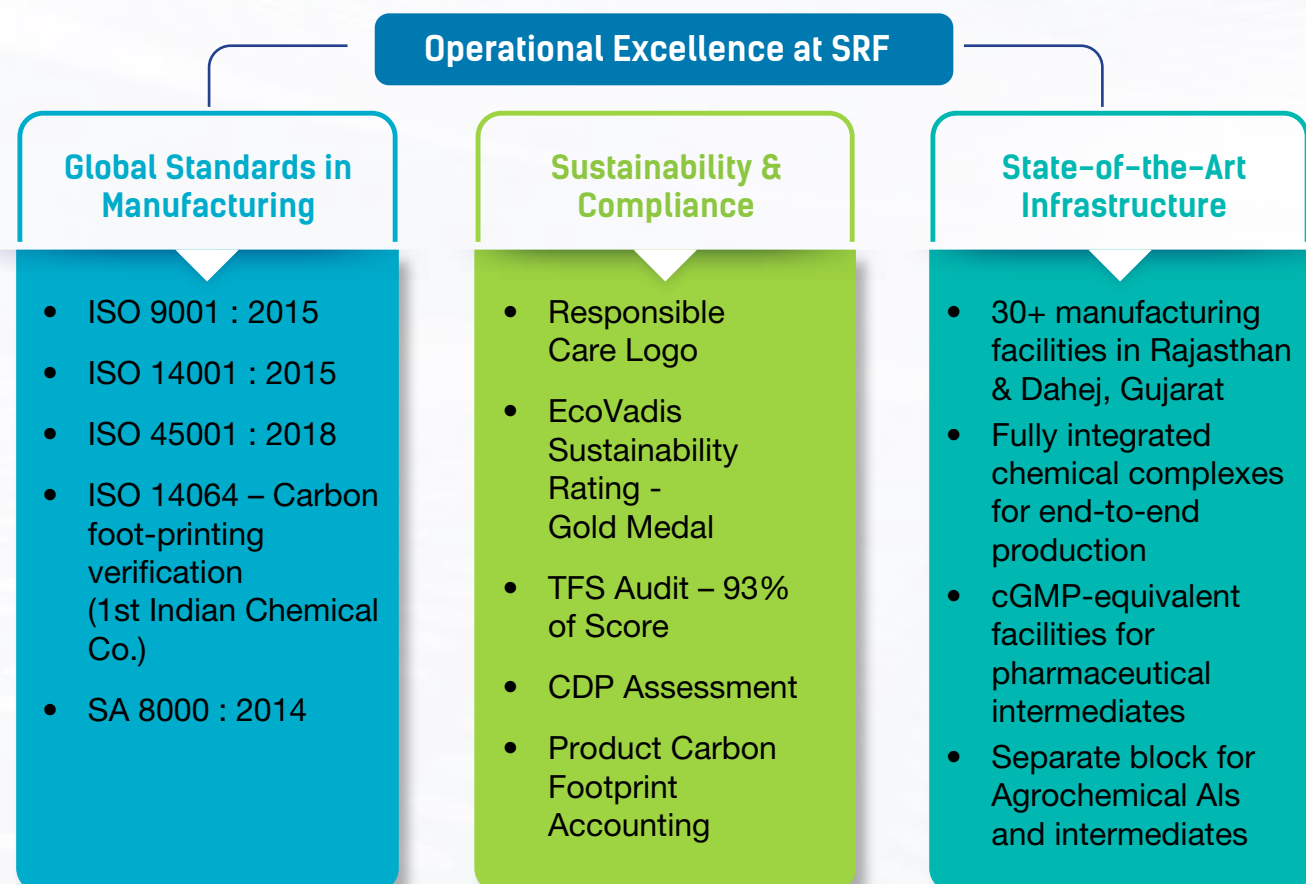 Operational Excellence at SRF
Global Standards in
Manufacturing
• ISO 9001 : 2015
• ISO 14001 : 2015
• ISO 45001 : 2018
• ISO 14064 – Carbon
foot-printing
verification
(1st Indian Chemical
Co.)
• SA 8000 : 2014
Sustainability &
Compliance
• Responsible
Care Logo
• EcoVadis
Sustainability
Rating -
Gold Medal
• TFS Audit – 93%
of Score
• CDP Assessment
• Product Carbon
Footprint
Accounting
State-of-the-Art
Infrastructure
• 30+ manufacturing
facilities in Rajasthan
& Dahej, Gujarat
• Fully integrated
chemical complexes
for end-to-end
production
• cGMP-equivalent
facilities for
pharmaceutical
intermediates
• Separate block for
Agrochemical AIs
and intermediates